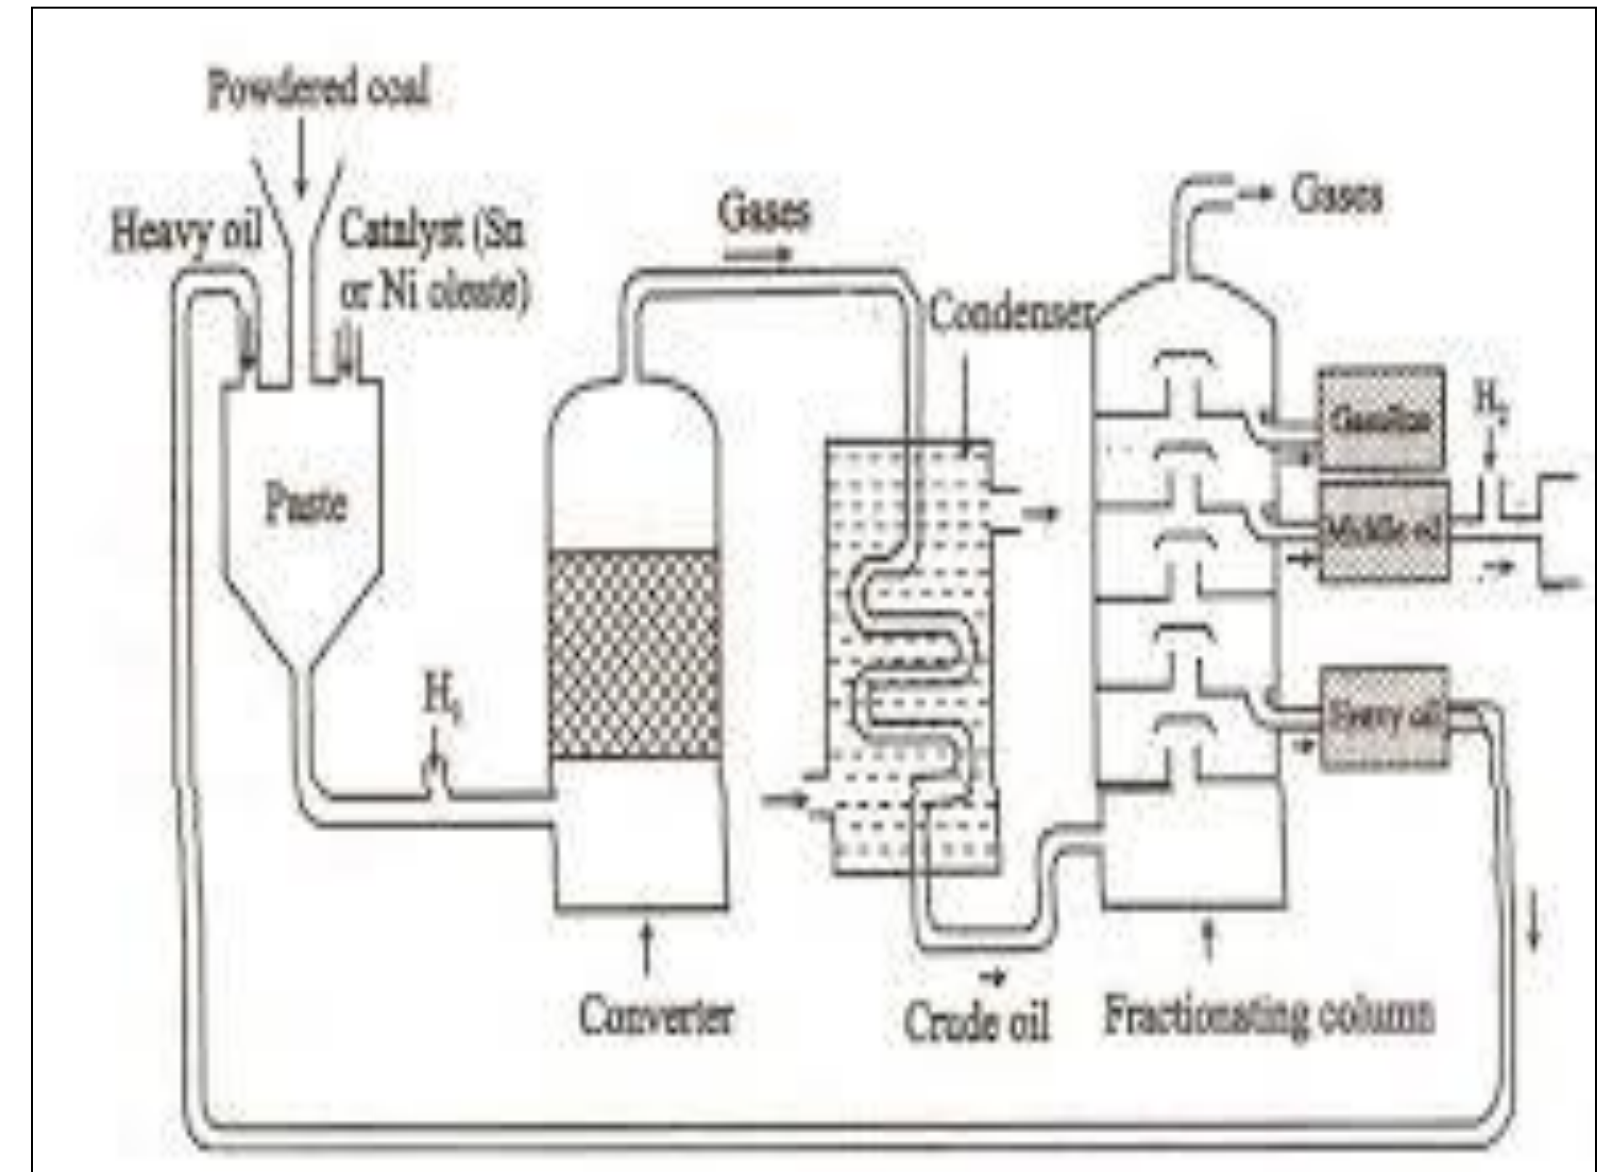 Powdered coal
Heavy oil
Catalyst (Sn
or Ni oleate)
Gases
Gases
Condenser
Gasoline
H₂
Paste
Middle oil
H₂
Heavy oil
Converter
Crude oil
Fractionating column